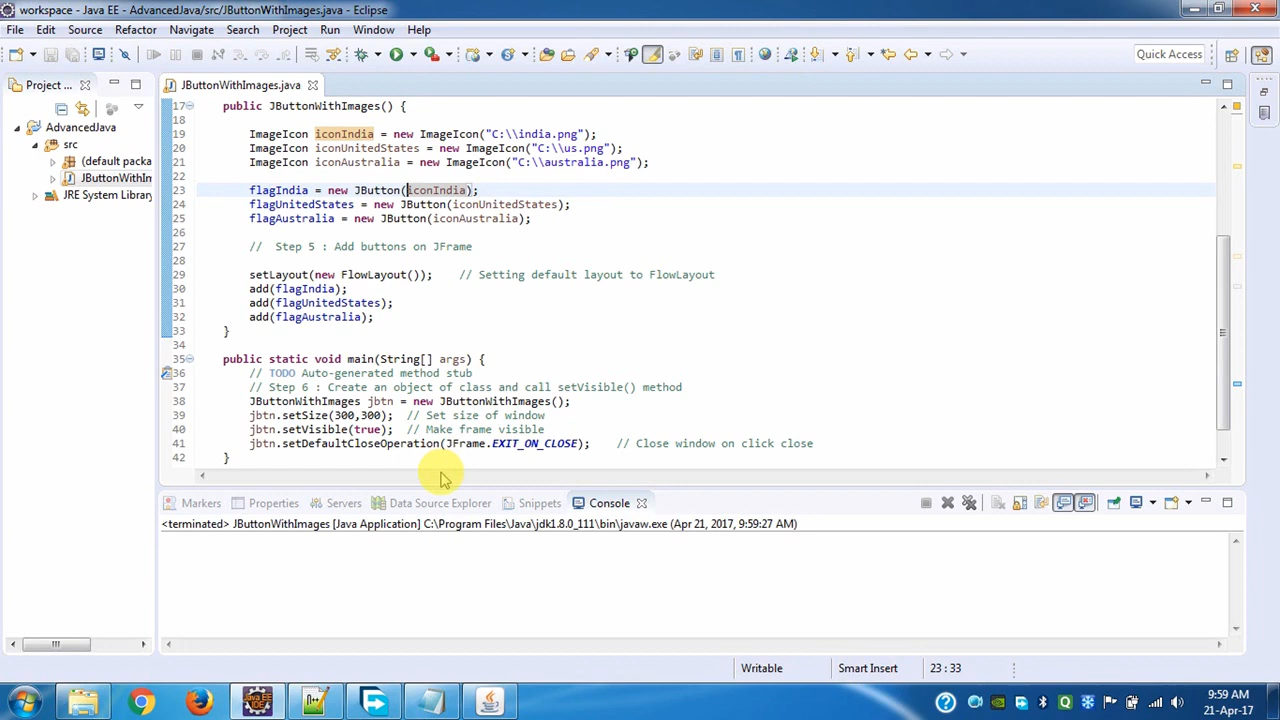 workspace - Java EE - AdvancedJava/src/JButtonWithImages.java - Eclipse
File Edit Source Refactor Navigate Search Project Run Window Help
Quick Access
Project ...
JButtonWithImages.java
AdvancedJava
src
(default packa
JButtonWithIm
JRE System Library
17 public JButtonWithImages() {
18
19 ImageIcon iconIndia = new ImageIcon("C:\\india.png");
20 ImageIcon iconUnitedStates = new ImageIcon("C:\\us.png");
21 ImageIcon iconAustralia = new ImageIcon("C:\\australia.png");
22
23 flagIndia = new JButton(iconIndia);
24 flagUnitedStates = new JButton(iconUnitedStates);
25 flagAustralia = new JButton(iconAustralia);
26
27 // Step 5 : Add buttons on JFrame
28
29 setLayout(new FlowLayout()); // Setting default layout to FlowLayout
30 add(flagIndia);
31 add(flagUnitedStates);
32 add(flagAustralia);
33 }
34
35 public static void main(String[] args) {
36 // TODO Auto-generated method stub
37 // Step 6 : Create an object of class and call setVisible() method
38 JButtonWithImages jbtn = new JButtonWithImages();
39 jbtn.setSize(300,300); // Set size of window
40 jbtn.setVisible(true); // Make frame visible
41 jbtn.setDefaultCloseOperation(JFrame.EXIT_ON_CLOSE); // Close window on click close
42 }
Markers Properties Servers Data Source Explorer Snippets Console
<terminated> JButtonWithImages [Java Application] C:\Program Files\Java\jdk1.8.0_111\bin\javaw.exe (Apr 21, 2017, 9:59:27 AM)
Writable Smart Insert 23 : 33
Java EE IDE
9:59 AM
21-Apr-17